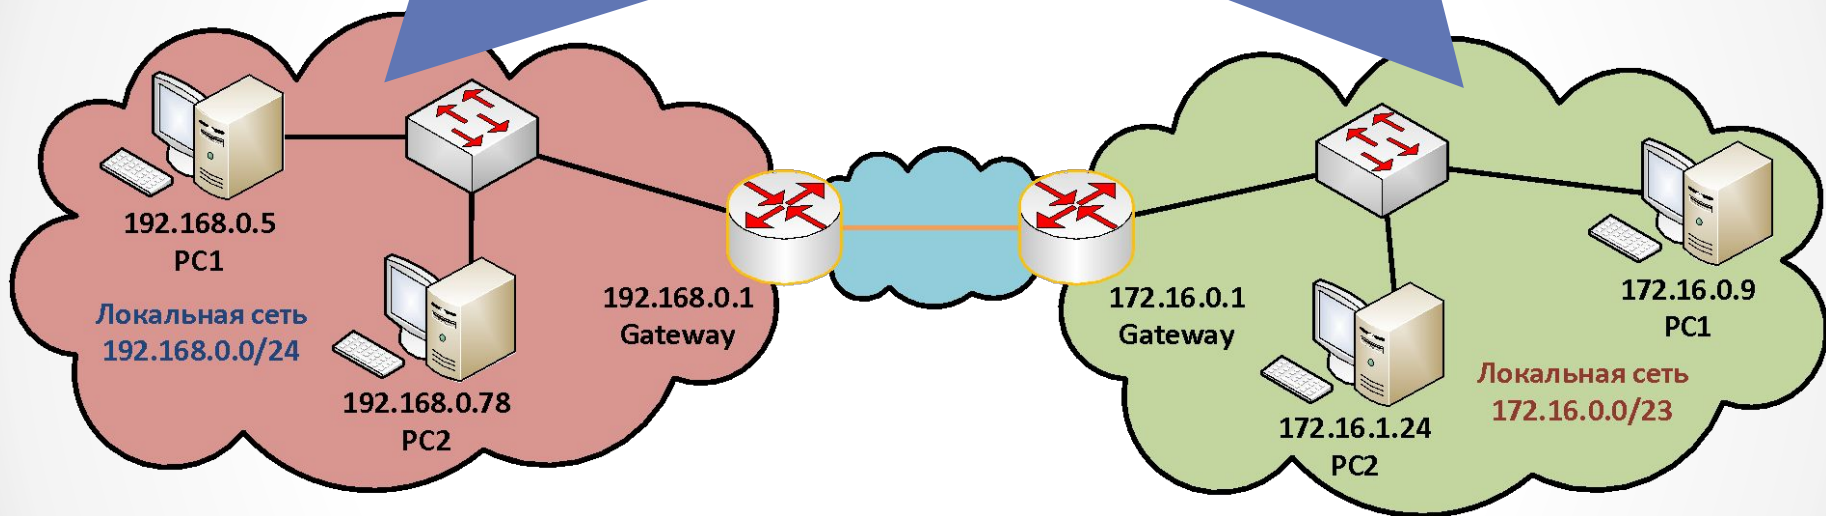 192.168.0.5
PC1
Локальная сеть
192.168.0.0/24
192.168.0.78
PC2
192.168.0.1
Gateway
172.16.0.1
Gateway
172.16.0.9
PC1
172.16.1.24
PC2
Локальная сеть
172.16.0.0/23